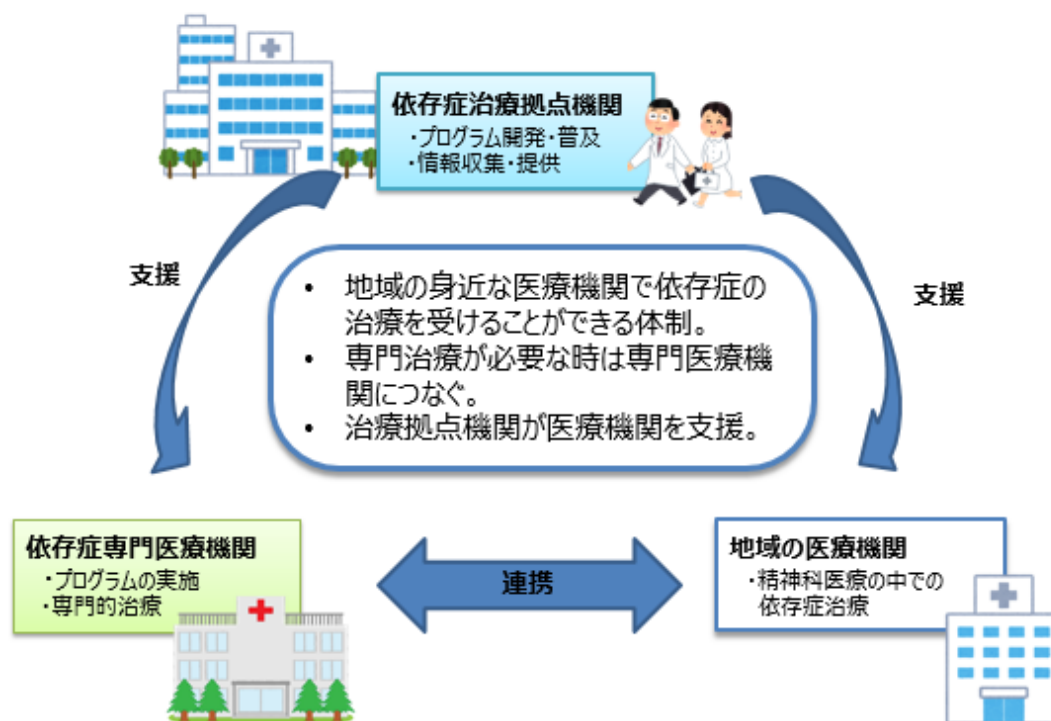 依存症治療拠点機関
・プログラム開発・普及
・情報収集・提供
支援
支援
• 地域の身近な医療機関で依存症の
治療を受けることができる体制。
• 専門治療が必要な時は専門医療機
関につなぐ。
• 治療拠点機関が医療機関を支援。
依存症専門医療機関
・プログラムの実施
・専門的治療
連携
地域の医療機関
・精神科医療の中での
依存症治療